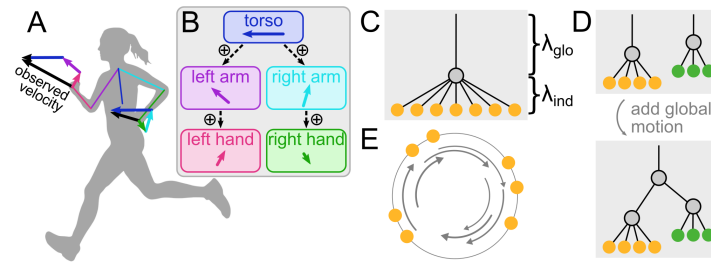 A
observed
velocity
B
torso
⊕ ⊕
left arm right arm
⊕ ⊕
left hand right hand
C
λglo
λind
D
add global
motion
E